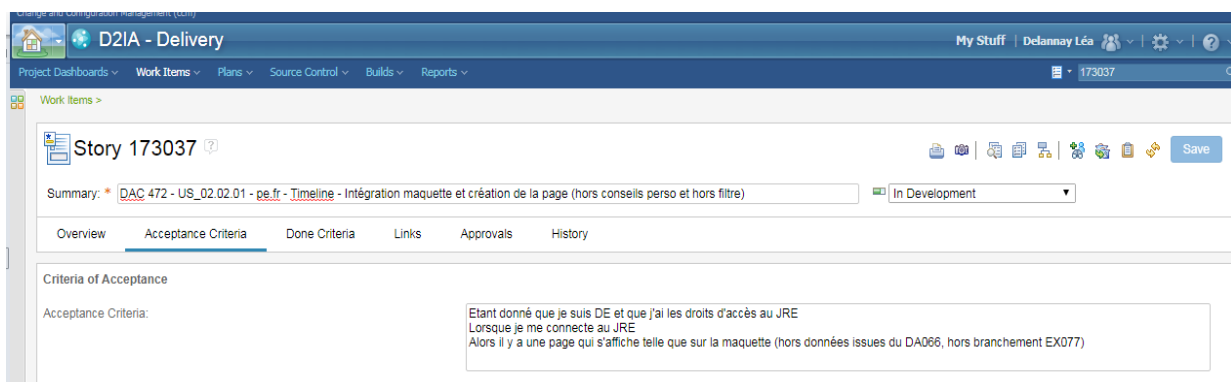 Change and Configuration Management (ccm)
D2IA - Delivery
My Stuff | Delannay Léa
Project Dashboards Work Items Plans Source Control Builds Reports 173037
Work Items >
Story 173037 ?
Save
Summary: * DAC 472 - US_02.02.01 - pe.fr - Timeline - Intégration maquette et création de la page (hors conseils perso et hors filtre) In Development
Overview Acceptance Criteria Done Criteria Links Approvals History
Criteria of Acceptance
Acceptance Criteria:
Etant donné que je suis DE et que j'ai les droits d'accès au JRE
Lorsque je me connecte au JRE
Alors il y a une page qui s'affiche telle que sur la maquette (hors données issues du DA066, hors branchement EX077)